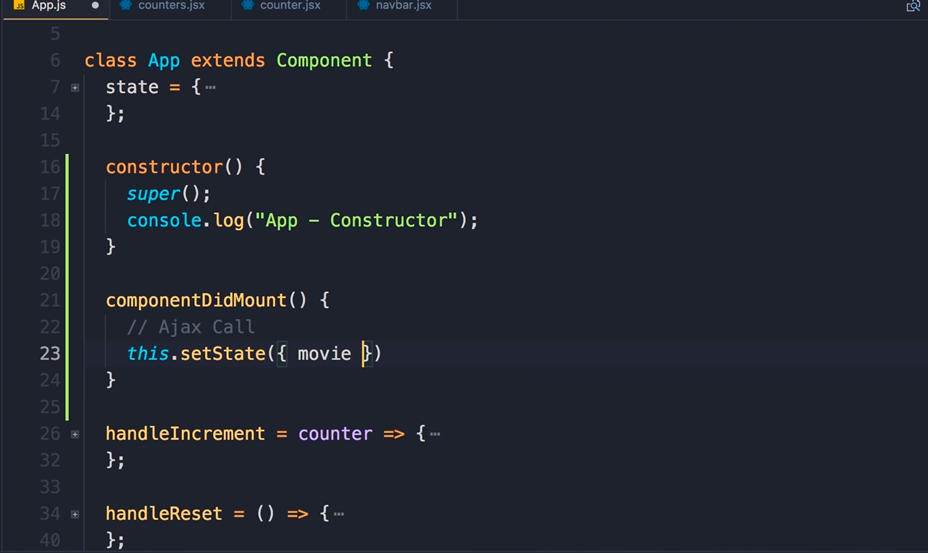 JS App.js ● counters.jsx counter.jsx navbar.jsx
5
6 class App extends Component {
7 state = {⋯
14 };
15
16 constructor() {
17 super();
18 console.log("App – Constructor");
19 }
20
21 componentDidMount() {
22 // Ajax Call
23 this.setState({ movie })
24 }
25
26 handleIncrement = counter => {⋯
32 };
33
34 handleReset = () => {⋯
40 };